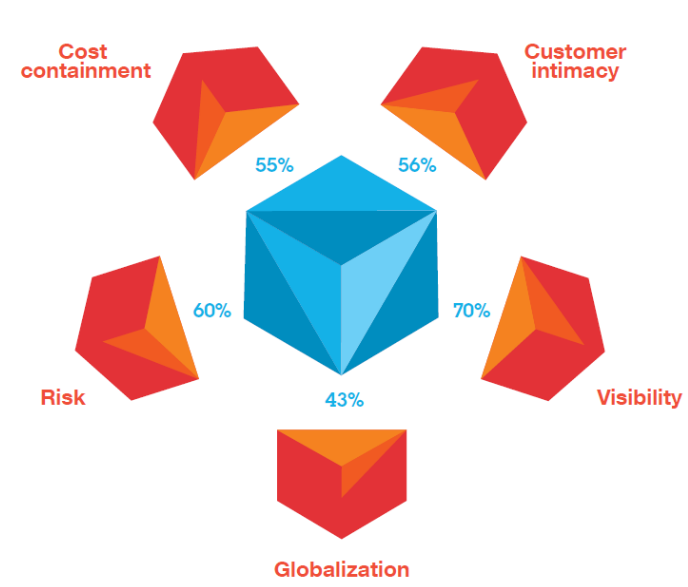 Cost
containment
Customer
intimacy
55%
56%
60%
70%
43%
Risk
Visibility
Globalization